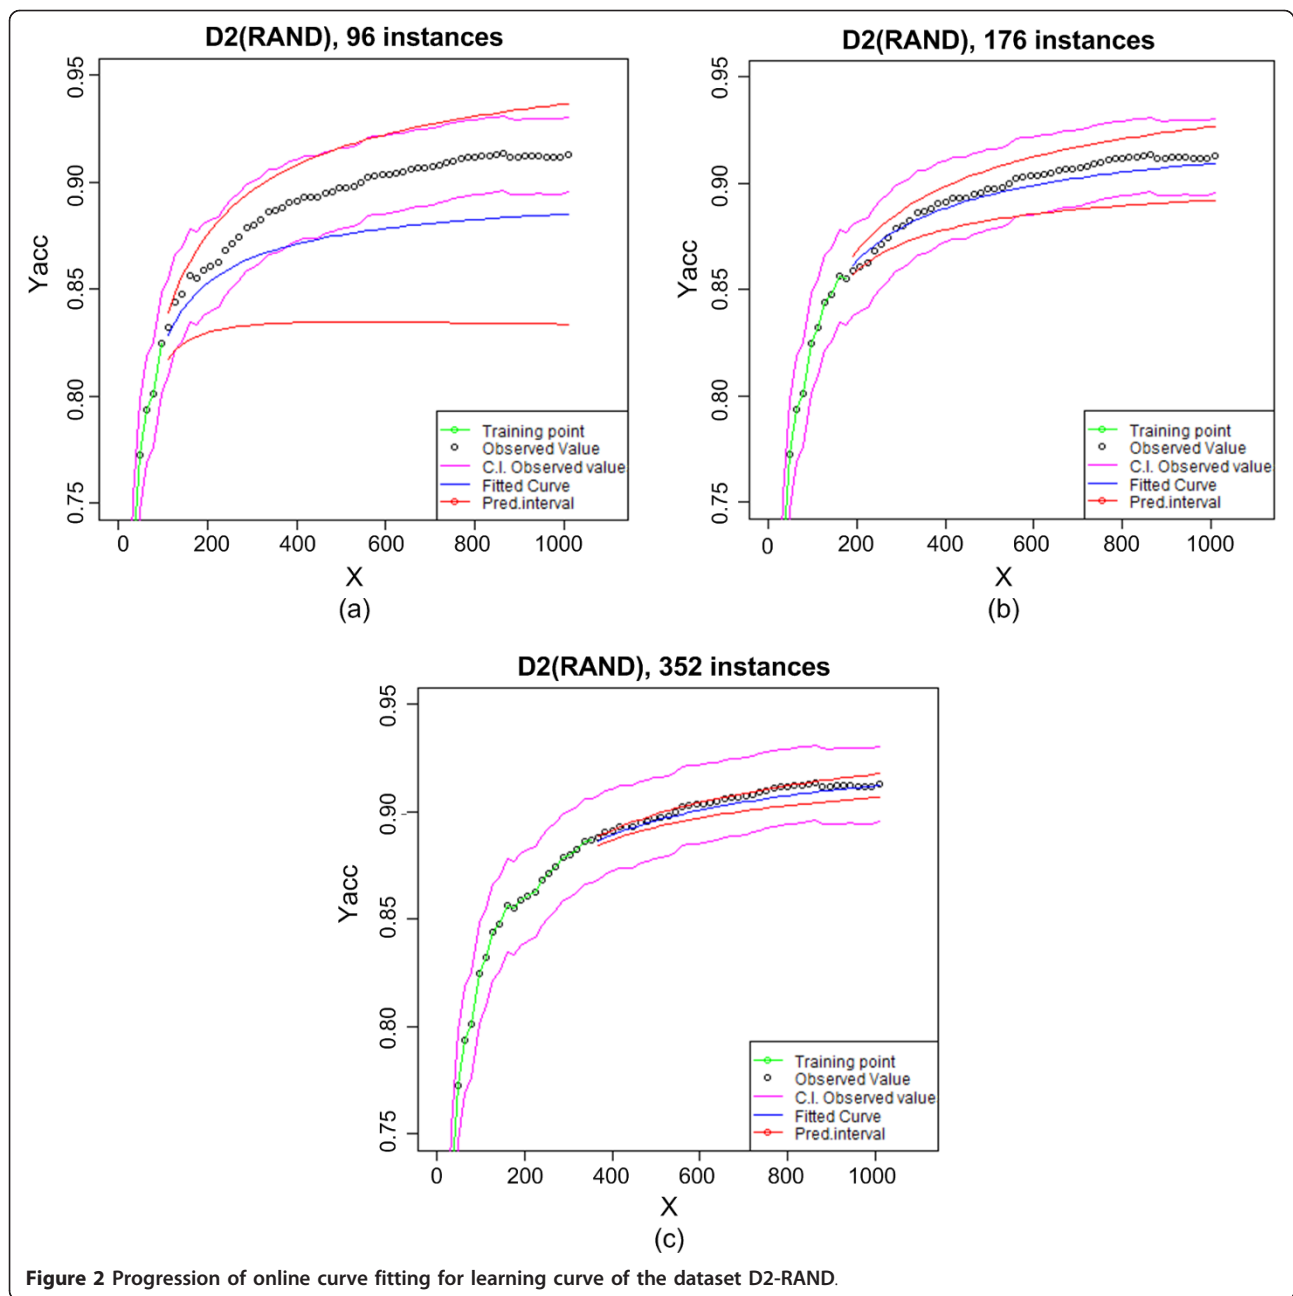 D2(RAND), 96 instances
0.95
0.90
0.85
0.80
0.75
Yacc
Training point
Observed Value
C.I. Observed value
Fitted Curve
Pred.interval
0 200 400 600 800 1000
X
(a)
D2(RAND), 176 instances
0.95
0.90
0.85
0.80
0.75
Yacc
Training point
Observed Value
C.I. Observed value
Fitted Curve
Pred.interval
0 200 400 600 800 1000
X
(b)
D2(RAND), 352 instances
0.95
0.90
0.85
0.80
0.75
Yacc
Training point
Observed Value
C.I. Observed value
Fitted Curve
Pred.interval
0 200 400 600 800 1000
X
(c)
Figure 2 Progression of online curve fitting for learning curve of the dataset D2-RAND.